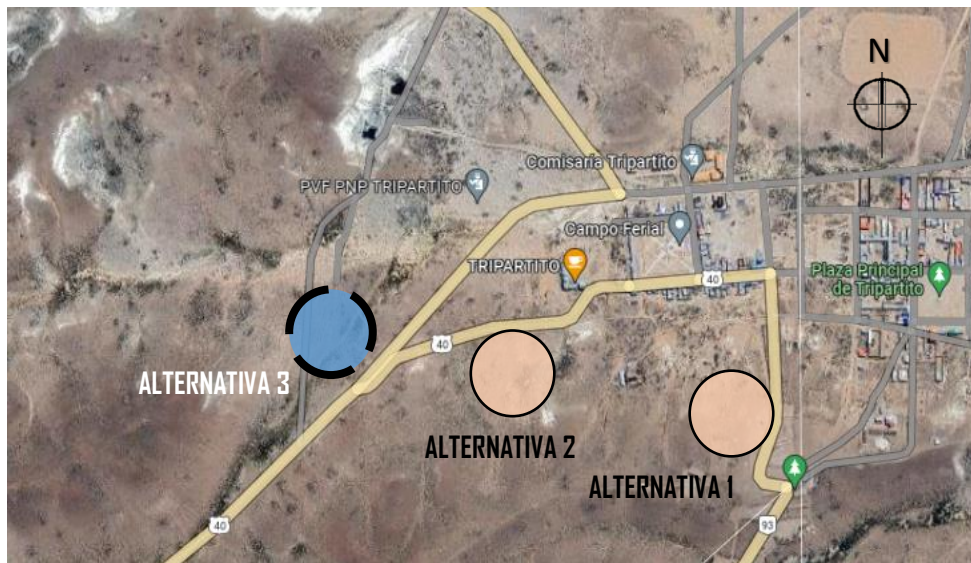 N
Comisaría Tripartito
PVF PNP TRIPARTITO
Campo Ferial
TRIPARTITO
40
Plaza Principal
de Tripartito
40
ALTERNATIVA 3
ALTERNATIVA 2
ALTERNATIVA 1
40
93